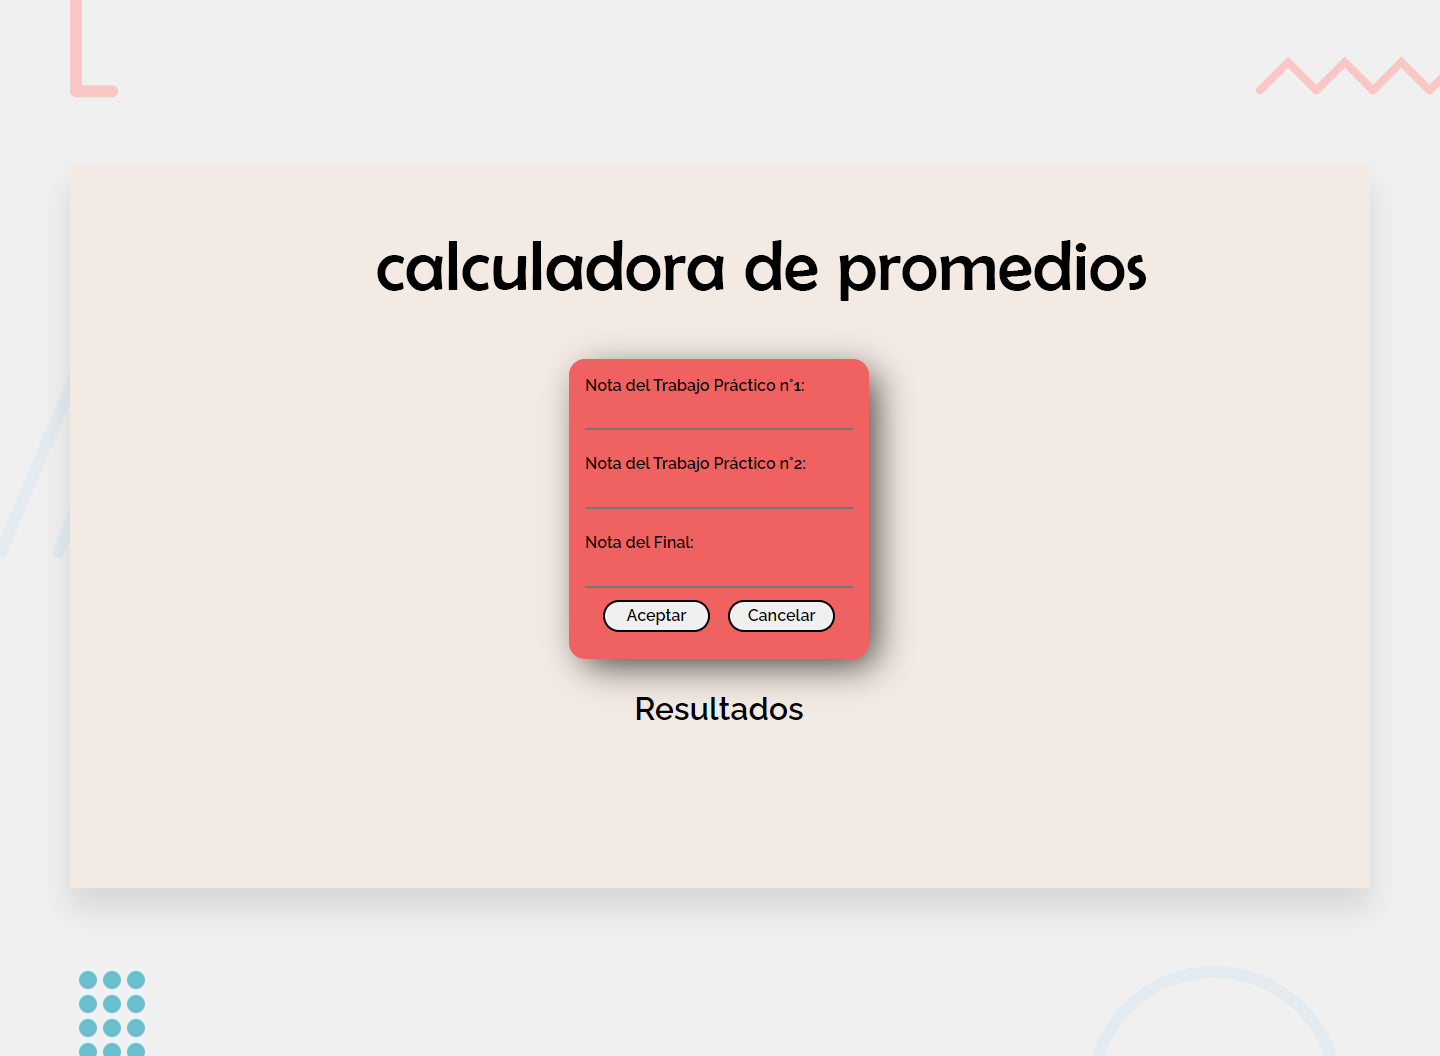 calculadora de promedios
Nota del Trabajo Práctico n°1:
Nota del Trabajo Práctico n°2:
Nota del Final:
Aceptar Cancelar
Resultados